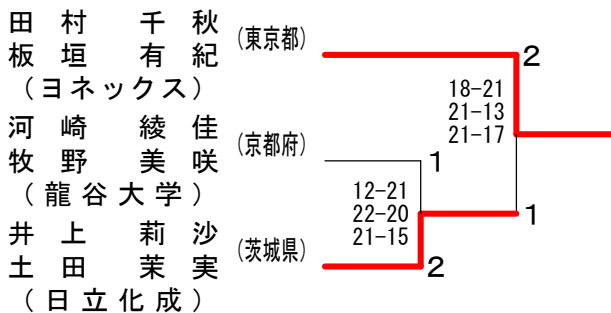 田村 千秋
板垣 有紀
(ヨネックス)
(東京都)
2
18-21
21-13
21-17
河崎 綾佳
牧野 美咲
(龍谷大学)
(京都府)
1
12-21
22-20
21-15
1
井上 莉沙
土田 茉実
(日立化成)
(茨城県)
2